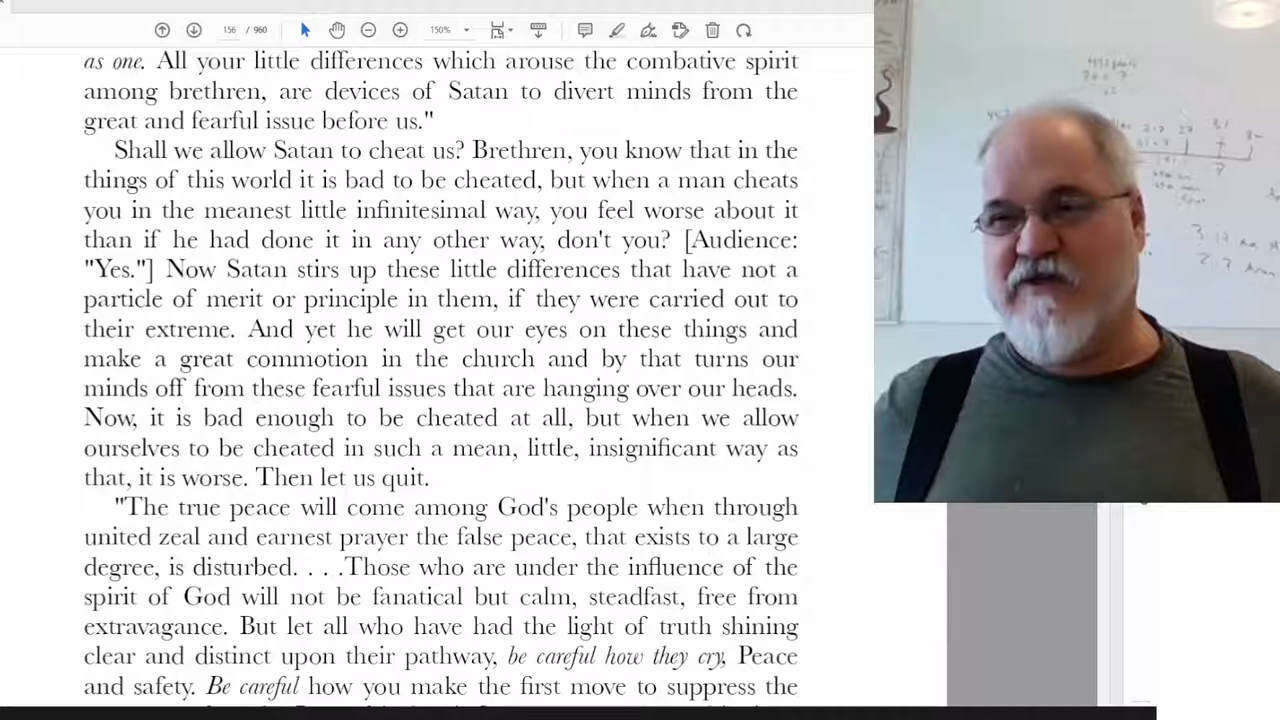 156 / 960
150%
as one. All your little differences which arouse the combative spirit
among brethren, are devices of Satan to divert minds from the
great and fearful issue before us."
Shall we allow Satan to cheat us? Brethren, you know that in the
things of this world it is bad to be cheated, but when a man cheats
you in the meanest little infinitesimal way, you feel worse about it
than if he had done it in any other way, don't you? [Audience:
"Yes."] Now Satan stirs up these little differences that have not a
particle of merit or principle in them, if they were carried out to
their extreme. And yet he will get our eyes on these things and
make a great commotion in the church and by that turns our
minds off from these fearful issues that are hanging over our heads.
Now, it is bad enough to be cheated at all, but when we allow
ourselves to be cheated in such a mean, little, insignificant way as
that, it is worse. Then let us quit.
"The true peace will come among God's people when through
united zeal and earnest prayer the false peace, that exists to a large
degree, is disturbed. . . .Those who are under the influence of the
spirit of God will not be fanatical but calm, steadfast, free from
extravagance. But let all who have had the light of truth shining
clear and distinct upon their pathway, be careful how they cry, Peace
and safety. Be careful how you make the first move to suppress the